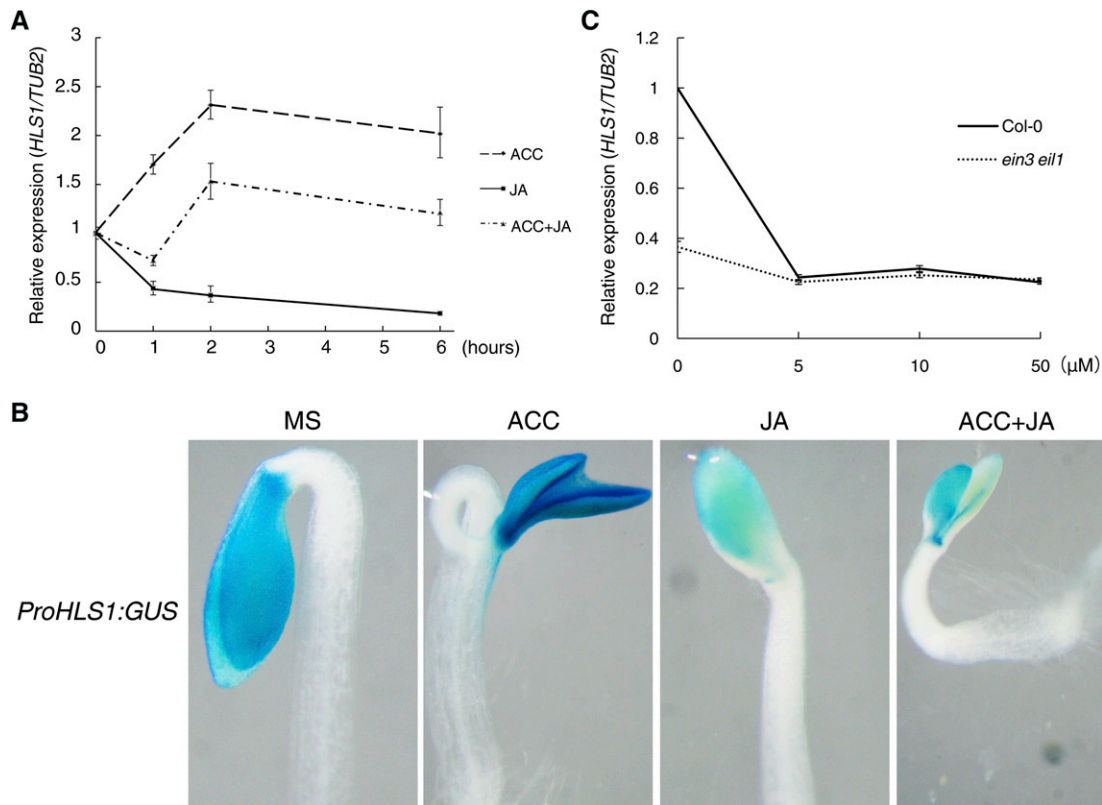 A
Relative expression (HLS1/TUB2)
3
2.5
2
1.5
1
0.5
0
0 1 2 3 4 5 6 (hours)
ACC
JA
ACC+JA
C
Relative expression (HLS1/TUB2)
1.2
1
0.8
0.6
0.4
0.2
0
0 5 10 50 (μM)
Col-0
ein3 eil1
B
MS ACC JA ACC+JA
ProHLS1:GUS